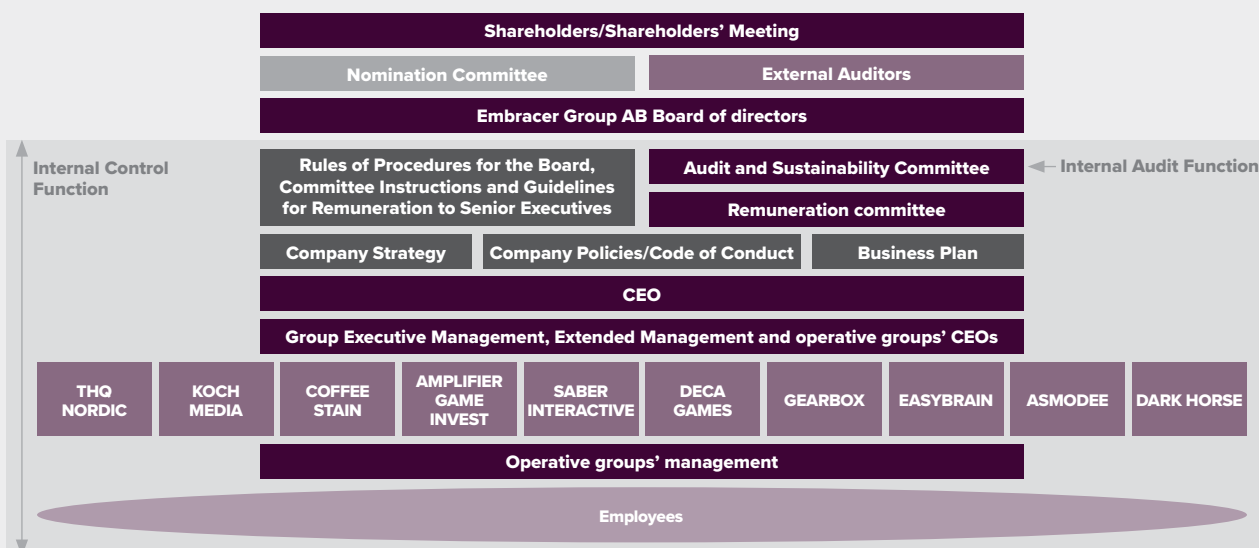 Shareholders/Shareholders’ Meeting
Nomination Committee
External Auditors
Embracer Group AB Board of directors
Internal Control
Function
Rules of Procedures for the Board,
Committee Instructions and Guidelines
for Remuneration to Senior Executives
Audit and Sustainability Committee
Internal Audit Function
Remuneration committee
Company Strategy
Company Policies/Code of Conduct
Business Plan
CEO
Group Executive Management, Extended Management and operative groups’ CEOs
THQ
NORDIC
KOCH
MEDIA
COFFEE
STAIN
AMPLIFIER
GAME
INVEST
SABER
INTERACTIVE
DECA
GAMES
GEARBOX
EASYBRAIN
ASMODEE
DARK HORSE
Operative groups’ management
Employees